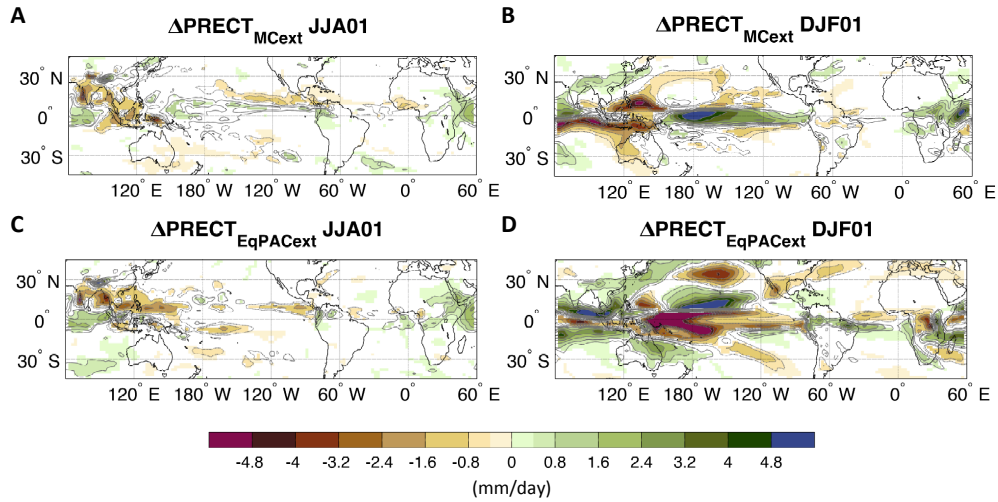 A
ΔPRECT_MCext JJA01
B
ΔPRECT_MCext DJF01
30° N
0°
30° S
120° E
180° W
120° W
60° W
0°
60° E
30° N
0°
30° S
120° E
180° W
120° W
60° W
0°
60° E
C
ΔPRECT_EqPACext JJA01
D
ΔPRECT_EqPACext DJF01
30° N
0°
30° S
120° E
180° W
120° W
60° W
0°
60° E
30° N
0°
30° S
120° E
180° W
120° W
60° W
0°
60° E
-4.8 -4 -3.2 -2.4 -1.6 -0.8 0 0.8 1.6 2.4 3.2 4 4.8
(mm/day)